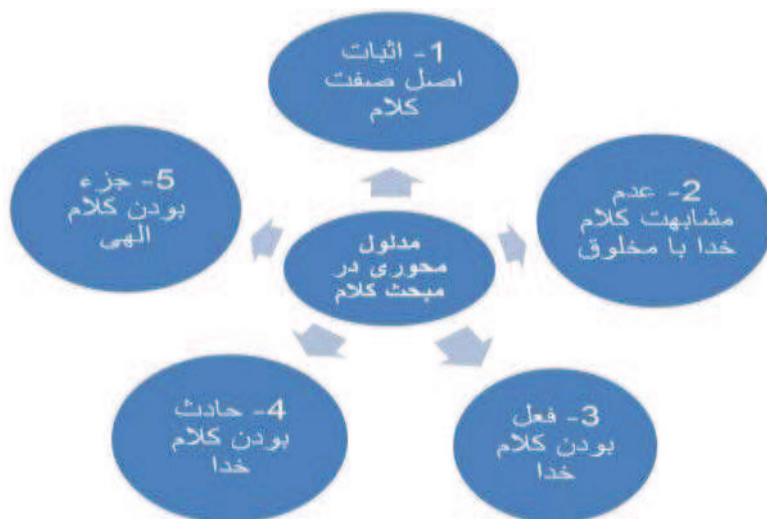 1- اثبات
اصل صفت
کلام
2- عدم
مشابهت کلام
خدا با مخلوق
3- فعل
بودن کلام
خدا
4- حادث
بودن کلام
خدا
5- جزء
بودن کلام
الهی
مدلول
محوری در
مبحث کلام